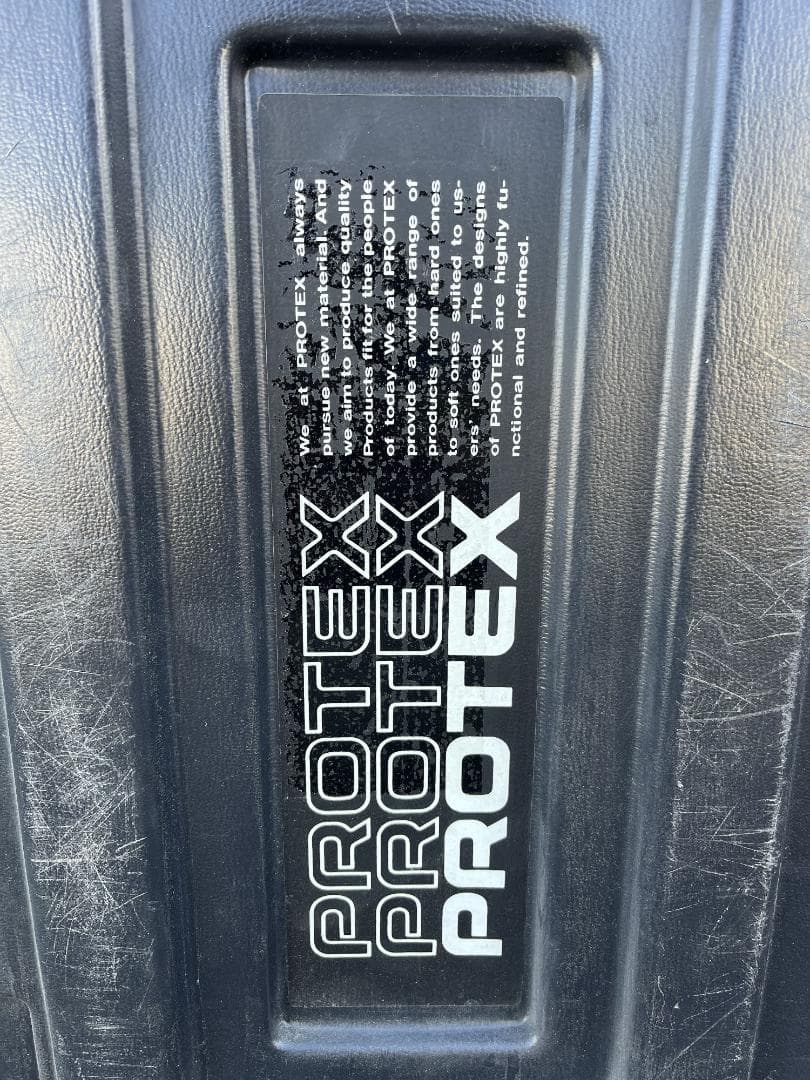 PROTEX
PROTEX
PROTEX
We at PROTEX always
pursue new material. And
we aim to produce quality
Products fit for the people
of today. We at PROTEX
provide a wide range of
products from hard ones
to soft ones suited to us-
ers' needs. The designs
of PROTEX are highly fu-
nctional and refined.